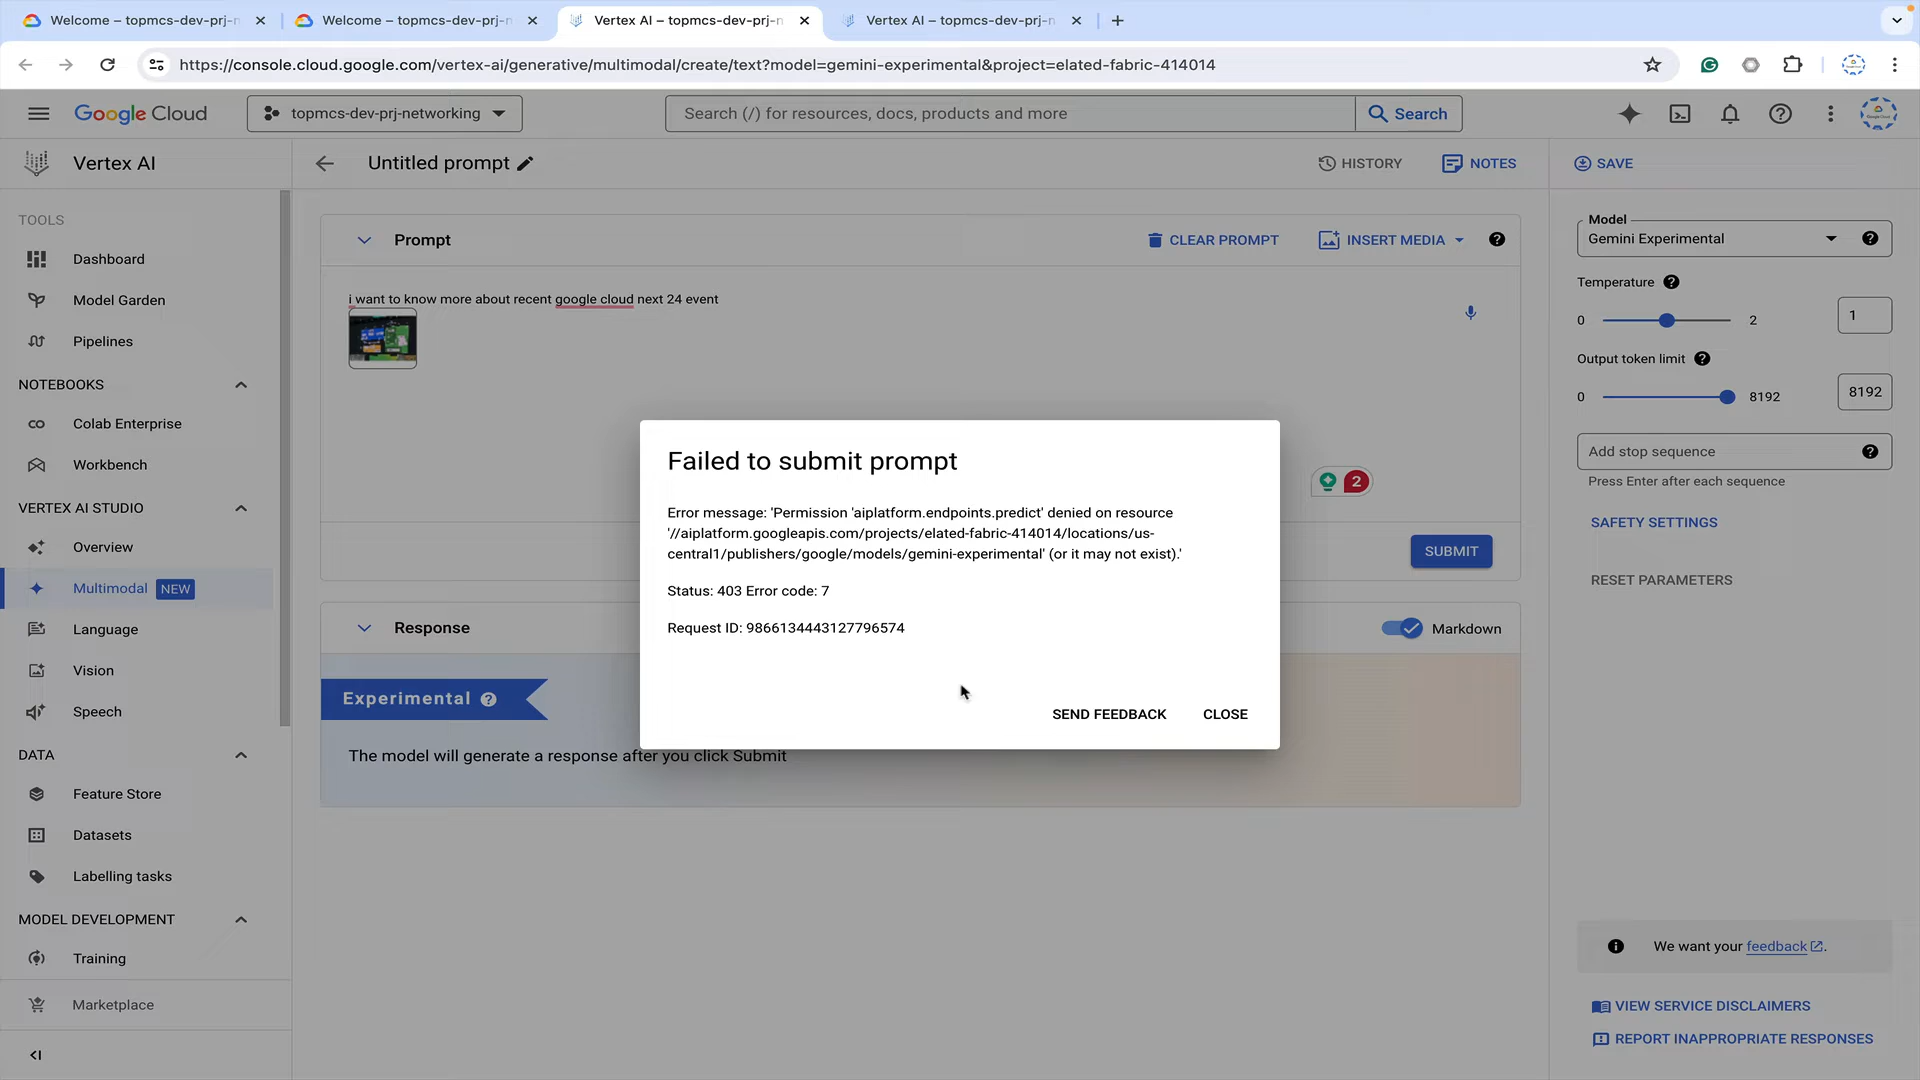 Welcome – topmcs-dev-prj-n
Welcome – topmcs-dev-prj-n
Vertex AI – topmcs-dev-prj-n
Vertex AI – topmcs-dev-prj-n
https://console.cloud.google.com/vertex-ai/generative/multimodal/create/text?model=gemini-experimental&project=elated-fabric-414014
Google Cloud
topmcs-dev-prj-networking
Search (/) for resources, docs, products and more
Search
Vertex AI
Untitled prompt
HISTORY
NOTES
SAVE
TOOLS
Dashboard
Model Garden
Pipelines
NOTEBOOKS
Colab Enterprise
Workbench
VERTEX AI STUDIO
Overview
Multimodal NEW
Language
Vision
Speech
DATA
Feature Store
Datasets
Labelling tasks
MODEL DEVELOPMENT
Training
Marketplace
Prompt
CLEAR PROMPT
INSERT MEDIA
i want to know more about recent google cloud next 24 event
2
SUBMIT
Failed to submit prompt
Error message: 'Permission 'aiplatform.endpoints.predict' denied on resource
'//aiplatform.googleapis.com/projects/elated-fabric-414014/locations/us-
central1/publishers/google/models/gemini-experimental' (or it may not exist).'
Status: 403 Error code: 7
Request ID: 9866134443127796574
SEND FEEDBACK
CLOSE
Response
Markdown
Experimental
The model will generate a response after you click Submit
Model
Gemini Experimental
Temperature
0
2
1
Output token limit
0
8192
8192
Add stop sequence
Press Enter after each sequence
SAFETY SETTINGS
RESET PARAMETERS
We want your feedback.
VIEW SERVICE DISCLAIMERS
REPORT INAPPROPRIATE RESPONSES